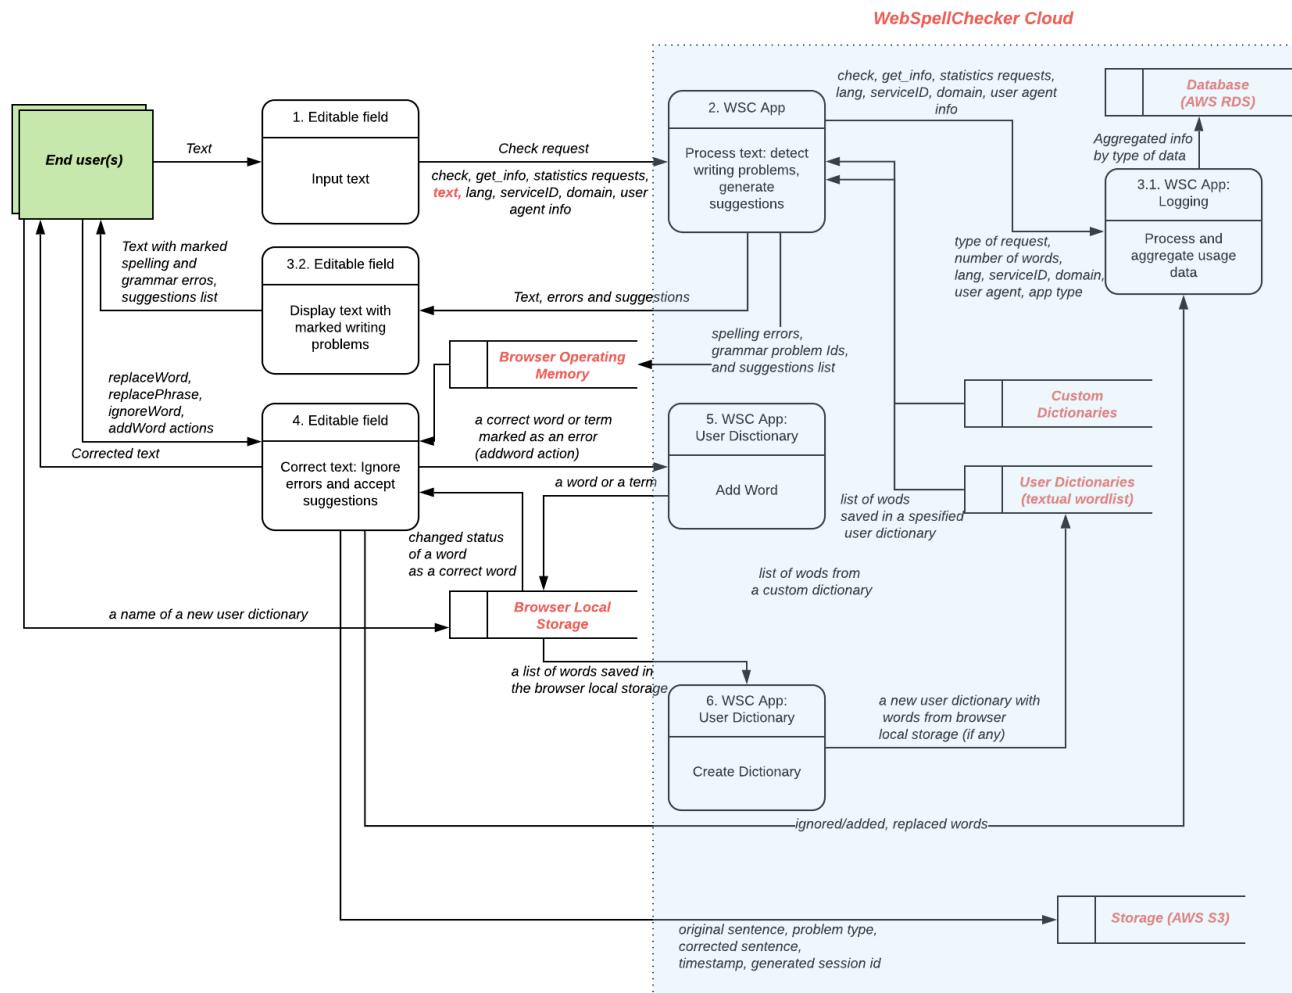 WebSpellChecker Cloud
End user(s)
Text
1. Editable field
Input text
Check request
check, get_info, statistics requests,
text, lang, serviceID, domain, user
agent info
2. WSC App
Process text: detect
writing problems,
generate
suggestions
check, get_info, statistics requests,
lang, serviceID, domain, user agent
info
Database
(AWS RDS)
Aggregated info
by type of data
3.1. WSC App:
Logging
Process and
aggregate usage
data
type of request,
number of words,
lang, serviceID, domain,
user agent, app type
Text with marked
spelling and
grammar erros,
suggestions list
3.2. Editable field
Display text with
marked writing
problems
Text, errors and suggestions
spelling errors,
grammar problem Ids,
and suggestions list
Browser Operating
Memory
replaceWord,
replacePhrase,
ignoreWord,
addWord actions
Corrected text
4. Editable field
Correct text: Ignore
errors and accept
suggestions
a correct word or term
marked as an error
(addword action)
5. WSC App:
User Disctionary
Add Word
a word or a term
Custom
Dictionaries
User Dictionaries
(textual wordlist)
list of wods
saved in a spesified
user dictionary
list of wods from
a custom dictionary
changed status
of a word
as a correct word
a name of a new user dictionary
Browser Local
Storage
a list of words saved in
the browser local storage
6. WSC App:
User Dictionary
Create Dictionary
a new user dictionary with
words from browser
local storage (if any)
ignored/added, replaced words
Storage (AWS S3)
original sentence, problem type,
corrected sentence,
timestamp, generated session id